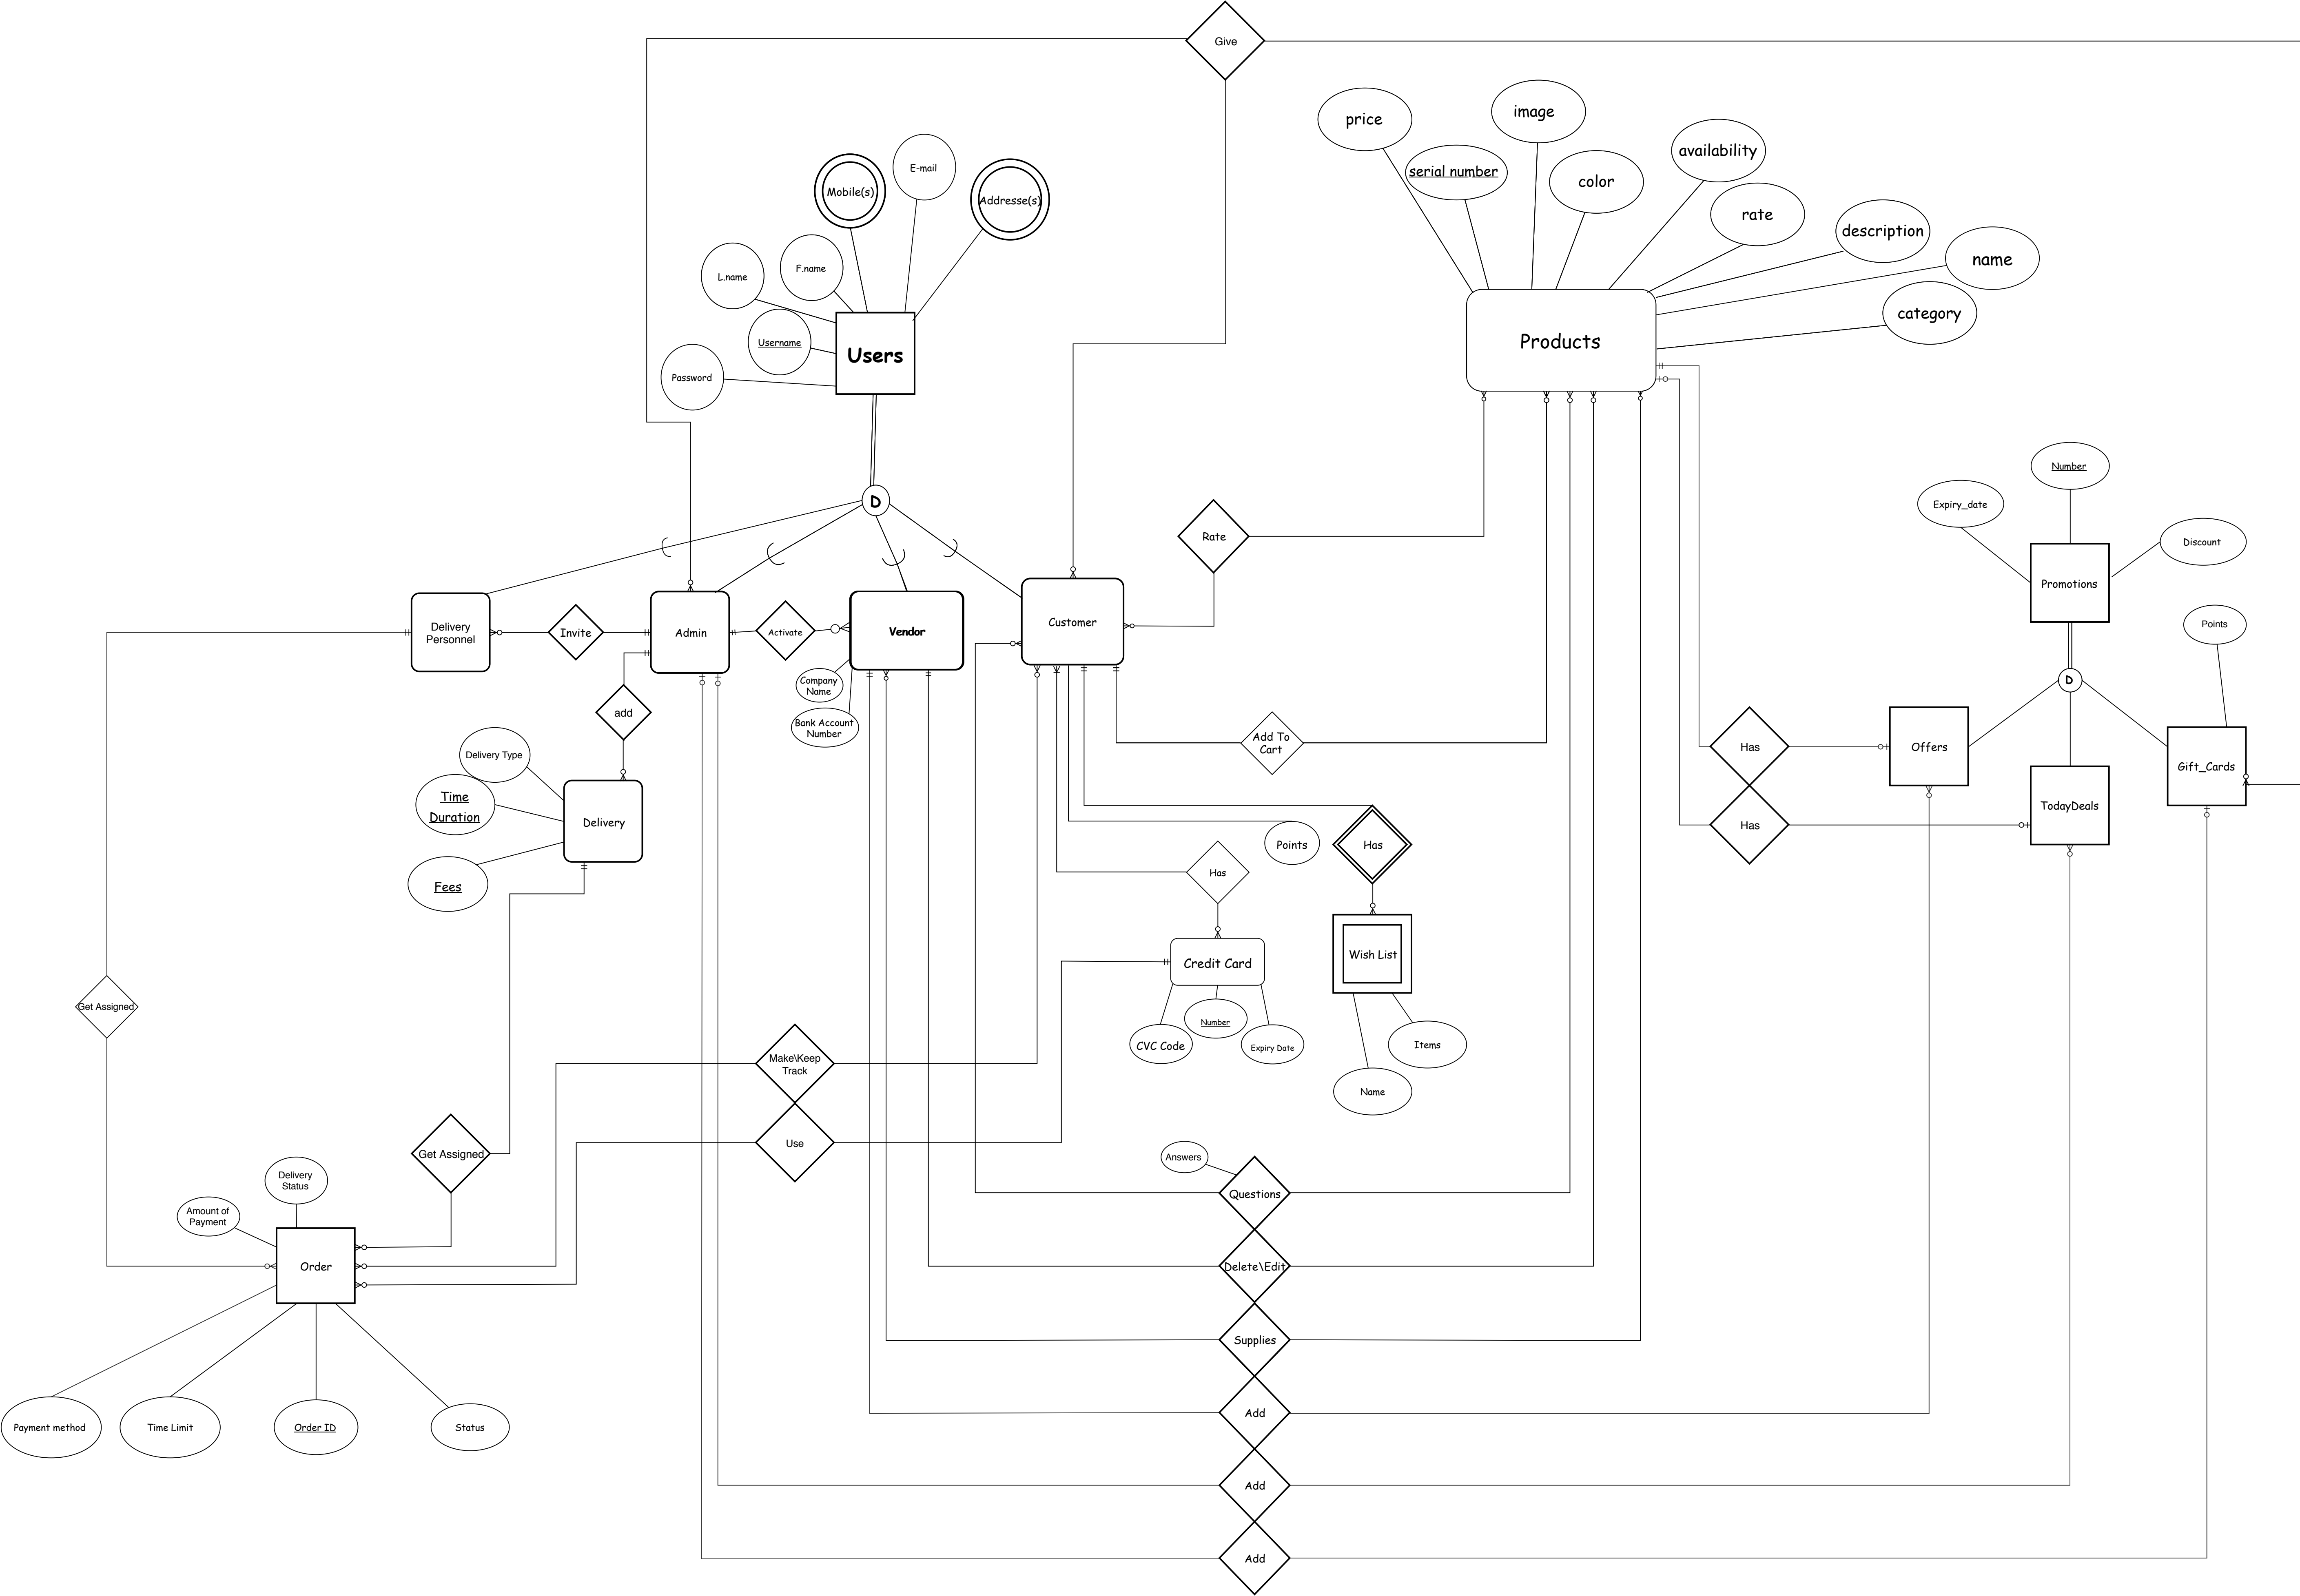 Give
price
image
serial number
color
availability
rate
description
name
category
Products
Mobile(s)
E-mail
Addresse(s)
L.name
F.name
Username
Password
Users
D
Number
Expiry_date
Discount
Promotions
Points
D
Rate
Delivery
Personnel
Invite
Admin
Activate
Vendor
Customer
Company
Name
Bank Account
Number
add
Add To
Cart
Has
Offers
Gift_Cards
Has
TodayDeals
Delivery Type
Time
Duration
Delivery
Fees
Points
Has
Has
Credit Card
Wish List
CVC Code
Number
Expiry Date
Items
Name
Get Assigned
Make\Keep
Track
Use
Get Assigned
Answers
Questions
Delivery
Status
Amount of
Payment
Order
Delete\Edit
Supplies
Add
Add
Add
Payment method
Time Limit
Order ID
Status